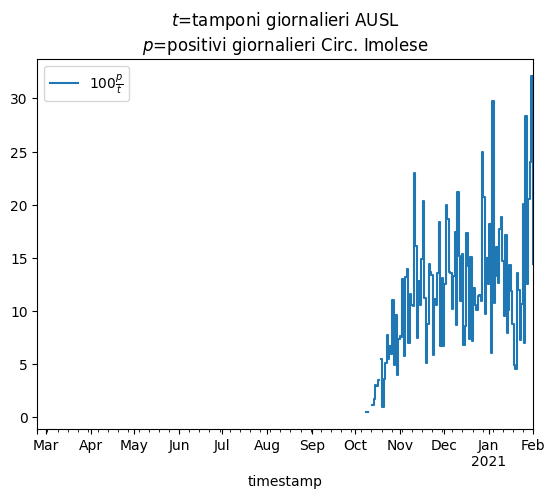 t=tamponi giornalieri AUSL
p=positivi giornalieri Circ. Imolese
100 p/t
30
25
20
15
10
5
0
Mar Apr May Jun Jul Aug Sep Oct Nov Dec Jan Feb
2021
timestamp